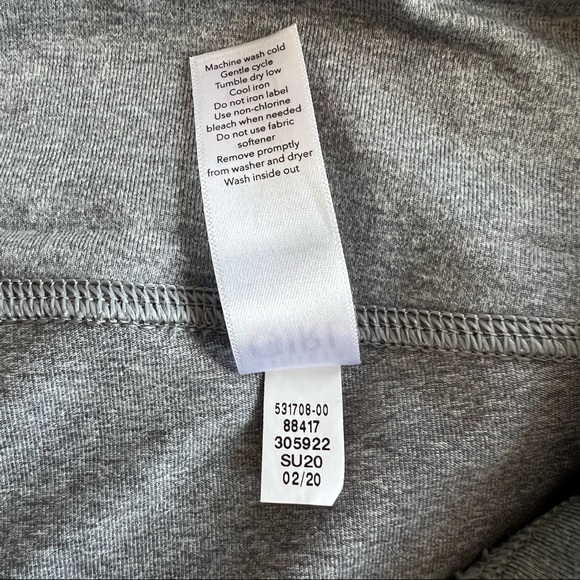 Machine wash cold
Gentle cycle
Tumble dry low
Cool iron
Do not iron label
Use non-chlorine
bleach when needed
Do not use fabric
softener
Remove promptly
from washer and dryer
Wash inside out
531708-00
88417
305922
SU20
02/20